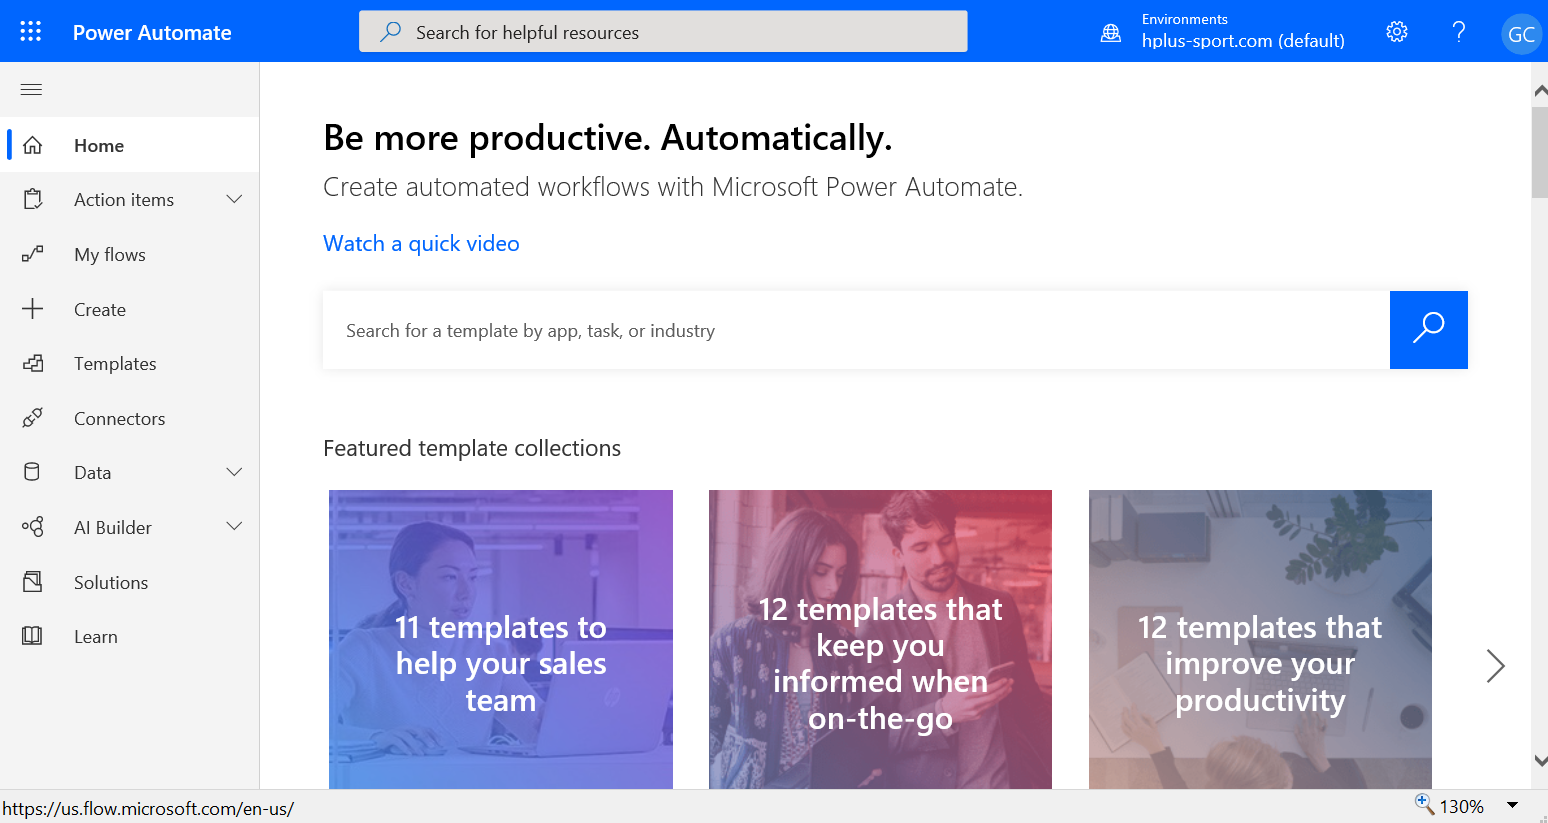 Power Automate
Search for helpful resources
Environments
hplus-sport.com (default)
?
GC
Home
Action items
My flows
Create
Templates
Connectors
Data
AI Builder
Solutions
Learn
Be more productive. Automatically.
Create automated workflows with Microsoft Power Automate.
Watch a quick video
Search for a template by app, task, or industry
Featured template collections
11 templates to
help your sales
team
12 templates that
keep you
informed when
on-the-go
12 templates that
improve your
productivity
https://us.flow.microsoft.com/en-us/
130%